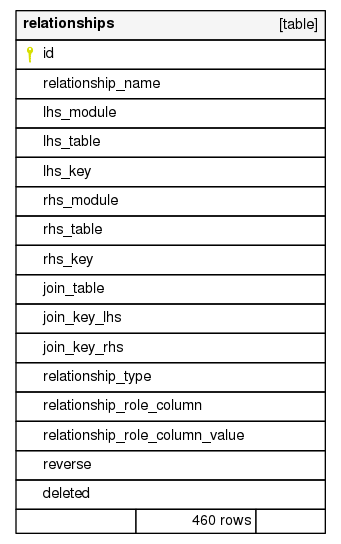 relationships [table]
id
relationship_name
lhs_module
lhs_table
lhs_key
rhs_module
rhs_table
rhs_key
join_table
join_key_lhs
join_key_rhs
relationship_type
relationship_role_column
relationship_role_column_value
reverse
deleted
460 rows